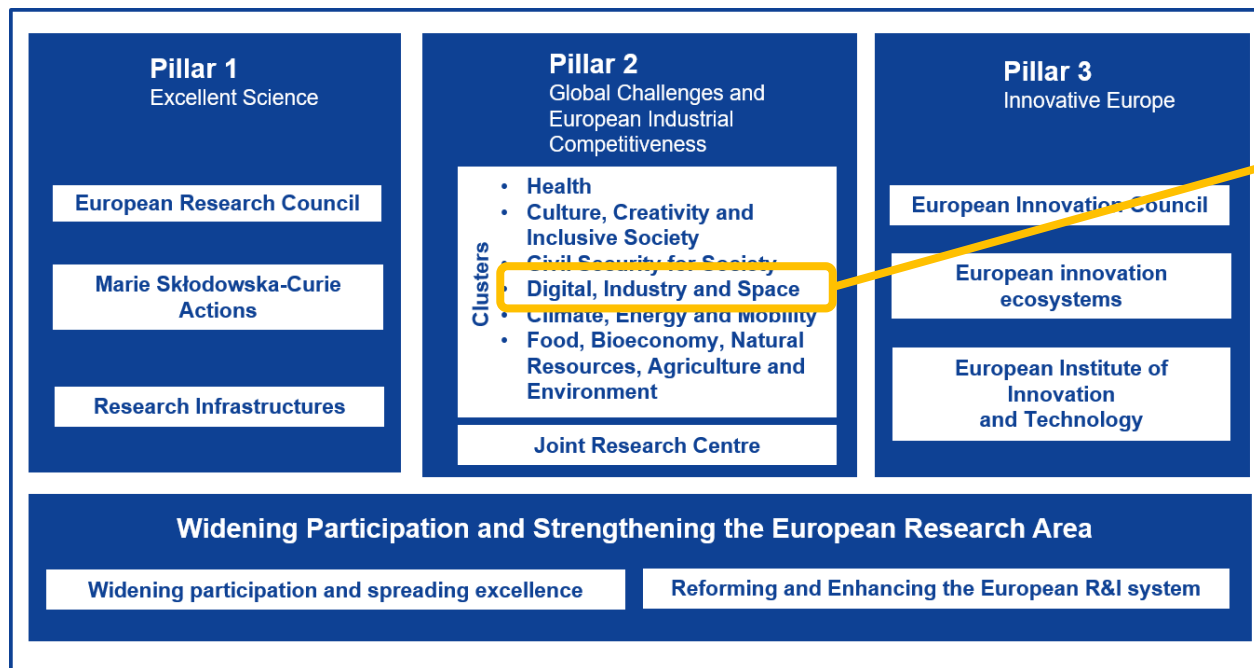 Pillar 1
Excellent Science
European Research Council
Marie Skłodowska-Curie
Actions
Research Infrastructures
Pillar 2
Global Challenges and
European Industrial
Competitiveness
Clusters
• Health
• Culture, Creativity and
Inclusive Society
• Civil Security for Society
• Digital, Industry and Space
• Climate, Energy and Mobility
• Food, Bioeconomy, Natural
Resources, Agriculture and
Environment
Joint Research Centre
Pillar 3
Innovative Europe
European Innovation Council
European innovation
ecosystems
European Institute of
Innovation
and Technology
Widening Participation and Strengthening the European Research Area
Widening participation and spreading excellence
Reforming and Enhancing the European R&I system